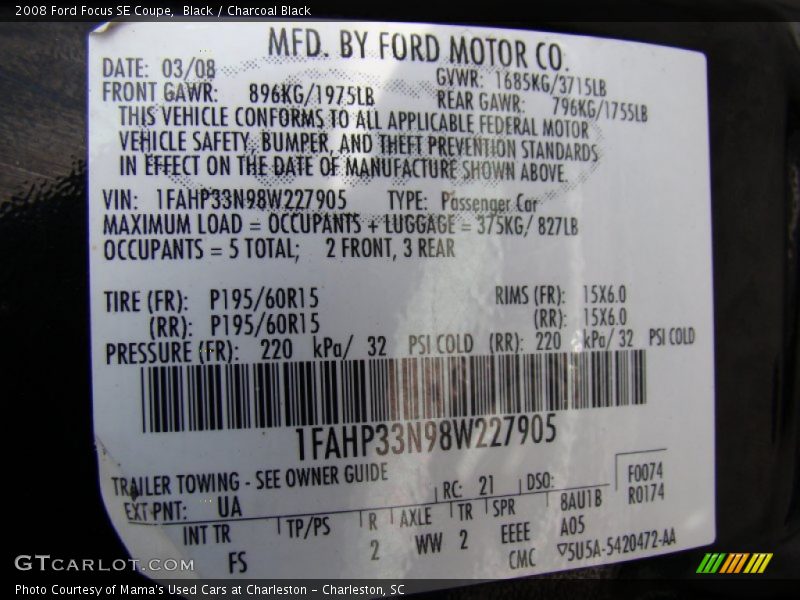 2008 Ford Focus SE Coupe,  Black / Charcoal Black
MFD. BY FORD MOTOR CO.
DATE: 03/08 GVWR: 1685KG/3715LB
FRONT GAWR: 896KG/1975LB REAR GAWR: 796KG/1755LB
THIS VEHICLE CONFORMS TO ALL APPLICABLE FEDERAL MOTOR
VEHICLE SAFETY, BUMPER, AND THEFT PREVENTION STANDARDS
IN EFFECT ON THE DATE OF MANUFACTURE SHOWN ABOVE.
VIN: 1FAHP33N98W227905 TYPE: Passenger Car
MAXIMUM LOAD = OCCUPANTS + LUGGAGE = 375KG/ 827LB
OCCUPANTS = 5 TOTAL; 2 FRONT, 3 REAR
TIRE (FR): P195/60R15 RIMS (FR): 15X6.0
(RR): P195/60R15 (RR): 15X6.0
PRESSURE (FR): 220 kPa/ 32 PSI COLD (RR): 220 kPa/ 32 PSI COLD
1FAHP33N98W227905
TRAILER TOWING - SEE OWNER GUIDE
EXT PNT: UA RC: 21 DSO: F0074
R0174
INT TR TP/PS R AXLE TR SPR 8AU1B
FS 2 WW 2 EEEE A05
CMC ▽5U5A-5420472-AA
GTCARLOT.COM
Photo Courtesy of Mama's Used Cars at Charleston - Charleston, SC